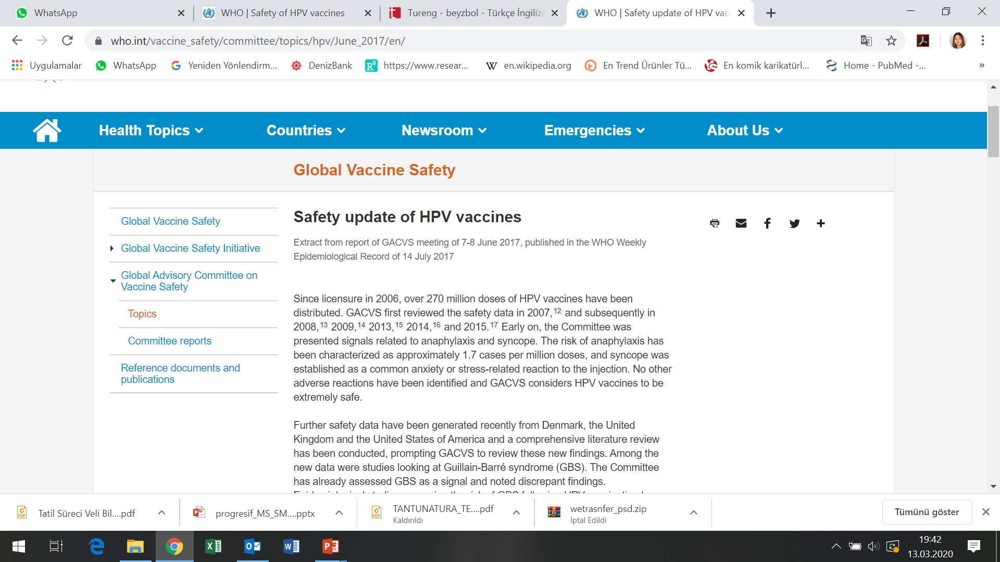 WhatsApp
WHO | Safety of HPV vaccines
Tureng - beyzbol - Türkçe İngilizc
WHO | Safety update of HPV vacc
who.int/vaccine_safety/committee/topics/hpv/June_2017/en/
Uygulamalar
WhatsApp
Yeniden Yönlendirm...
DenizBank
https://www.resear...
en.wikipedia.org
En Trend Ürünler Tü...
En komik karikatürl...
Home - PubMed -...
»
Health Topics
Countries
Newsroom
Emergencies
About Us
Global Vaccine Safety
Global Vaccine Safety
Global Vaccine Safety Initiative
Global Advisory Committee on
Vaccine Safety
Topics
Committee reports
Reference documents and
publications
Safety update of HPV vaccines
Extract from report of GACVS meeting of 7-8 June 2017, published in the WHO Weekly
Epidemiological Record of 14 July 2017
Since licensure in 2006, over 270 million doses of HPV vaccines have been
distributed. GACVS first reviewed the safety data in 2007,12 and subsequently in
2008,13 2009,14 2013,15 2014,16 and 2015.17 Early on, the Committee was
presented signals related to anaphylaxis and syncope. The risk of anaphylaxis has
been characterized as approximately 1.7 cases per million doses, and syncope was
established as a common anxiety or stress-related reaction to the injection. No other
adverse reactions have been identified and GACVS considers HPV vaccines to be
extremely safe.
Further safety data have been generated recently from Denmark, the United
Kingdom and the United States of America and a comprehensive literature review
has been conducted, prompting GACVS to review these new findings. Among the
new data were studies looking at Guillain-Barré syndrome (GBS). The Committee
has already assessed GBS as a signal and noted discrepant findings.
Tatil Süreci Veli Bil....pdf
progresif_MS_SM....pptx
TANTUNATURA_TE....pdf
Kaldırıldı
wetrasnfer_psd.zip
İptal Edildi
Tümünü göster
19:42
13.03.2020